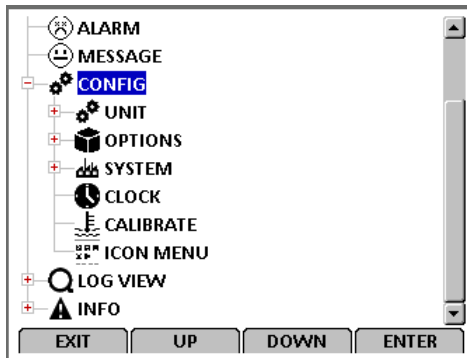 ALARM
MESSAGE
CONFIG
UNIT
OPTIONS
SYSTEM
CLOCK
CALIBRATE
ICON MENU
LOG VIEW
INFO
EXIT UP DOWN ENTER